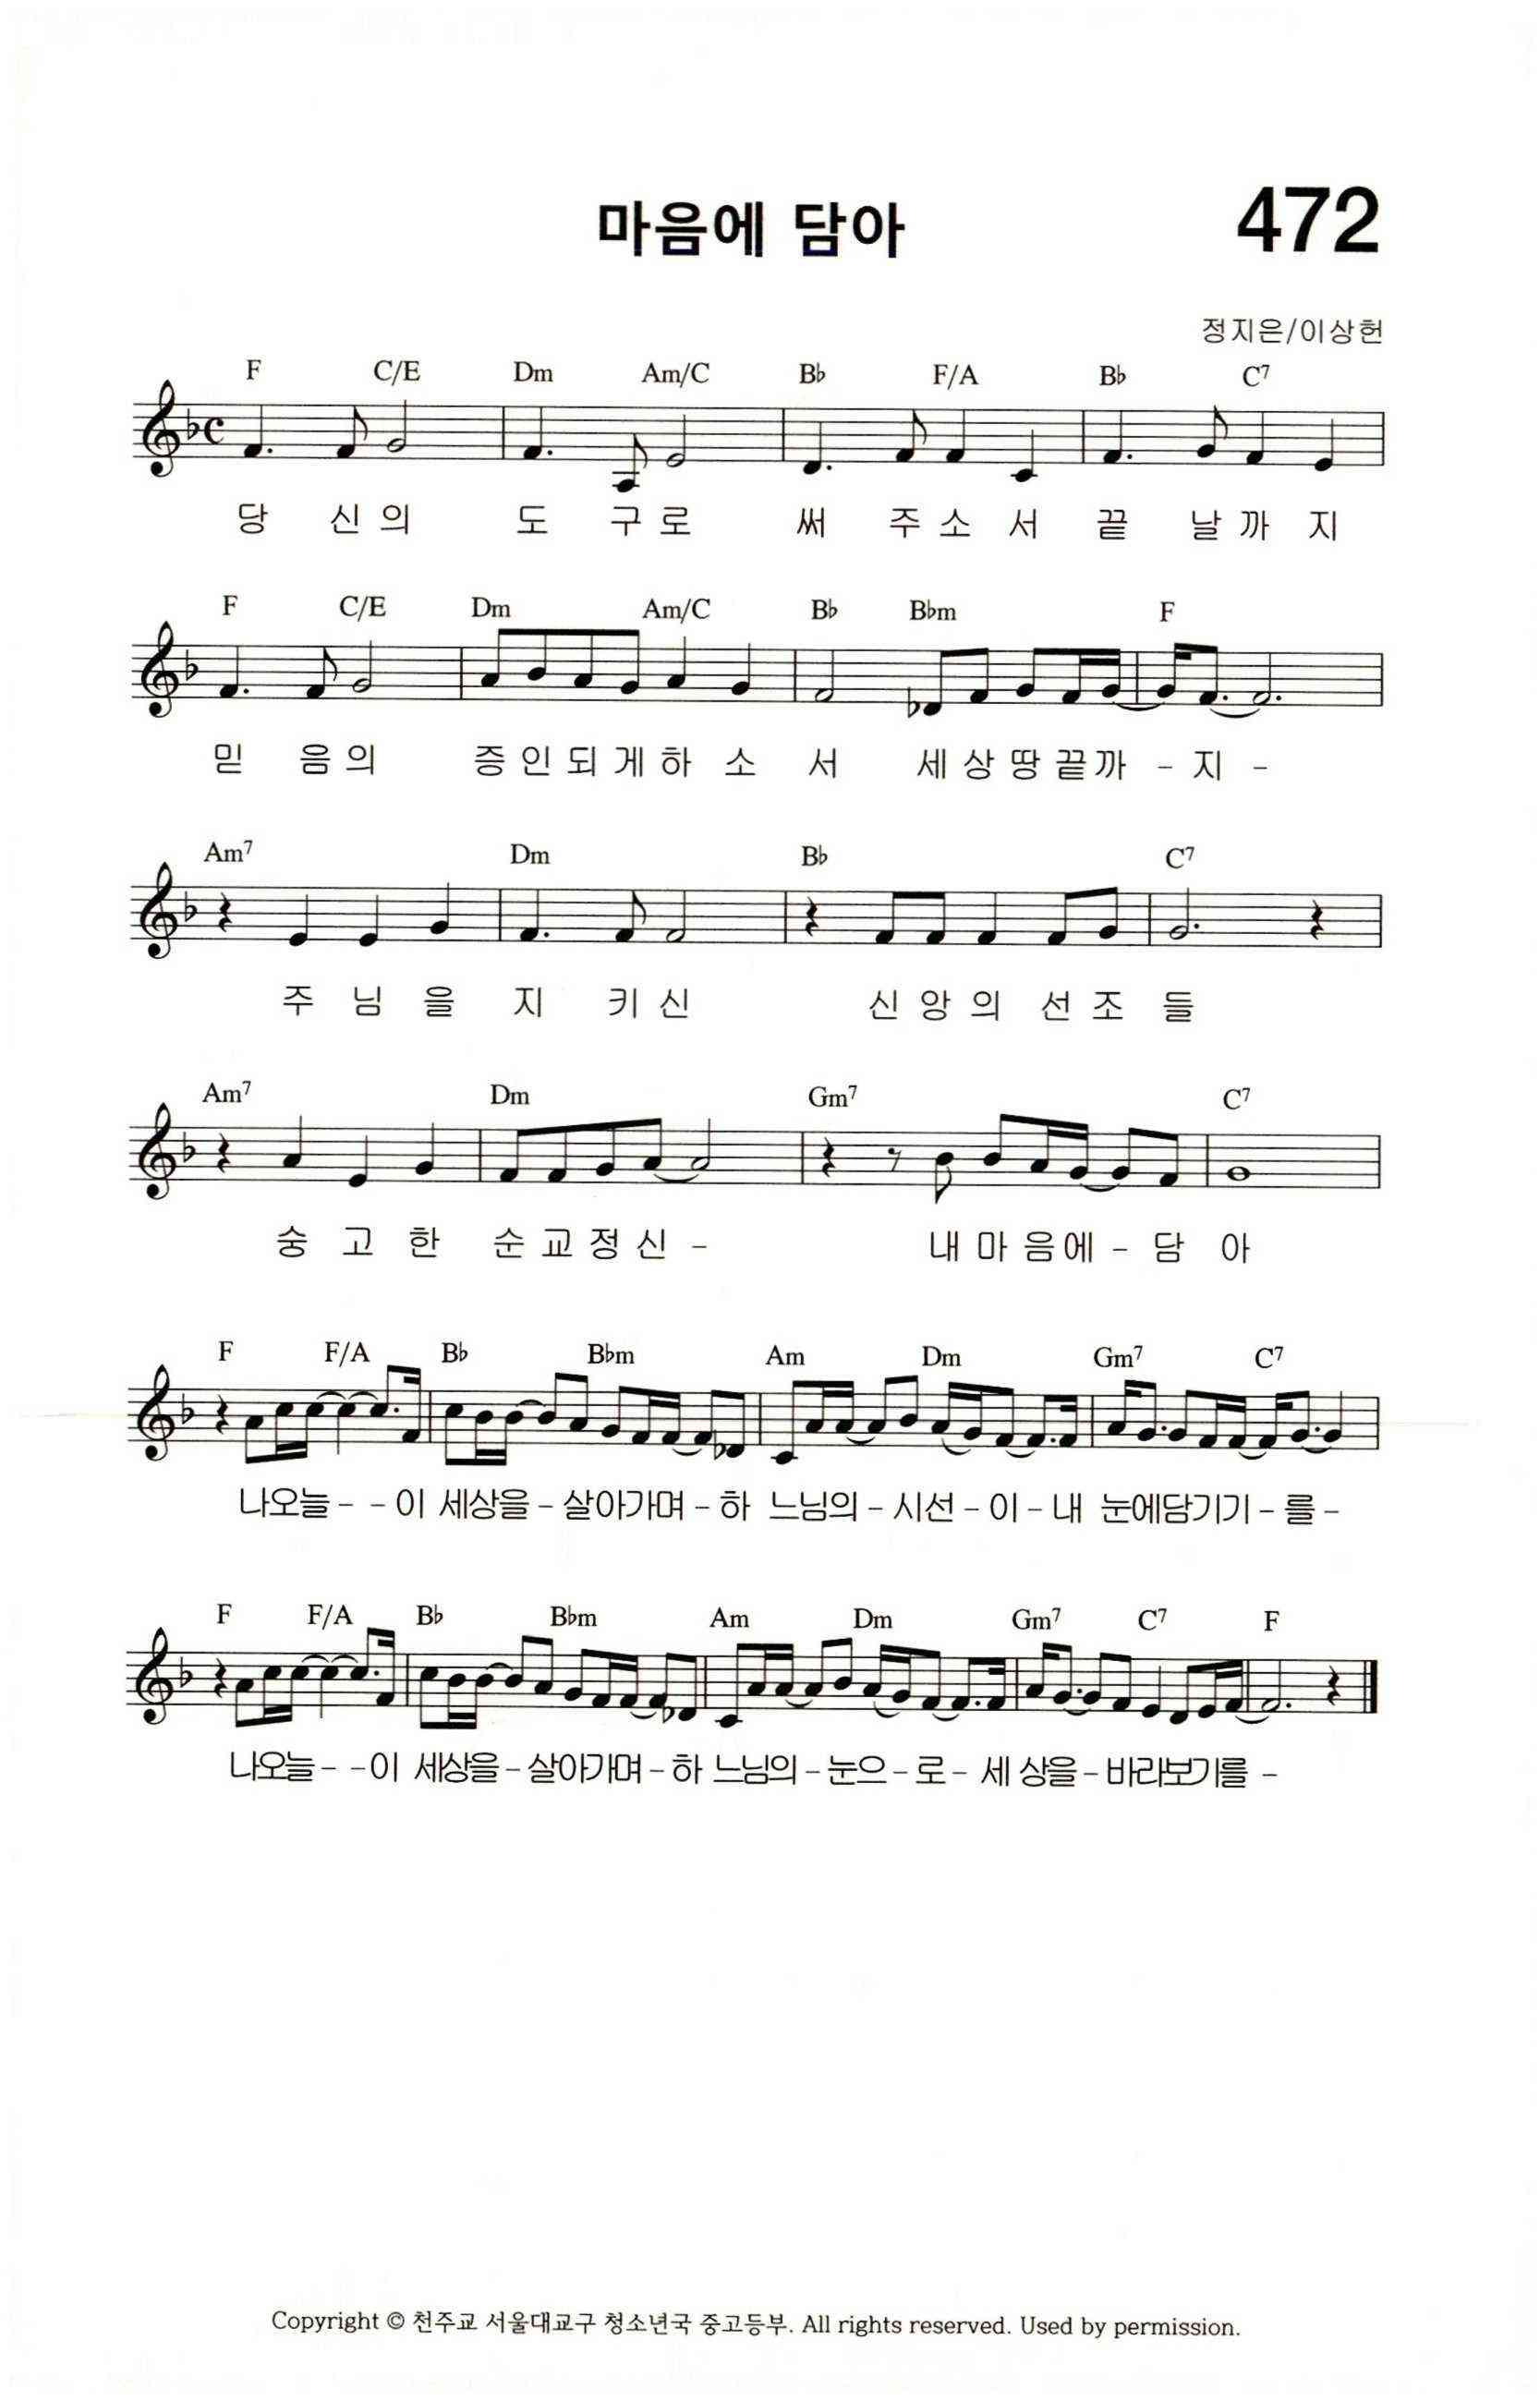 마음에 담아
472
정지은/이상헌
F C/E Dm Am/C B♭ F/A B♭ C7
당 신의 도 구로 써 주소서 끝 날까지
F C/E Dm Am/C B♭ B♭m F
믿 음의 증인되게하소 서 세상땅끝까 - 지 -
Am7 Dm B♭ C7
주 님 을 지 키 신 신앙의 선조 들
Am7 Dm Gm7 C7
숭 고 한 순교정신 - 내마음에 - 담 아
F F/A B♭ B♭m Am Dm Gm7 C7
나오늘 - - 이 세상을 - 살아가며 - 하 느님의 - 시선 - 이 - 내 눈에담기기 - 를 -
F F/A B♭ B♭m Am Dm Gm7 C7 F
나오늘 - - 이 세상을 - 살아가며 - 하 느님의 - 눈으 - 로 - 세 상을 - 바라보기를 -
Copyright © 천주교 서울대교구 청소년국 중고등부. All rights reserved. Used by permission.